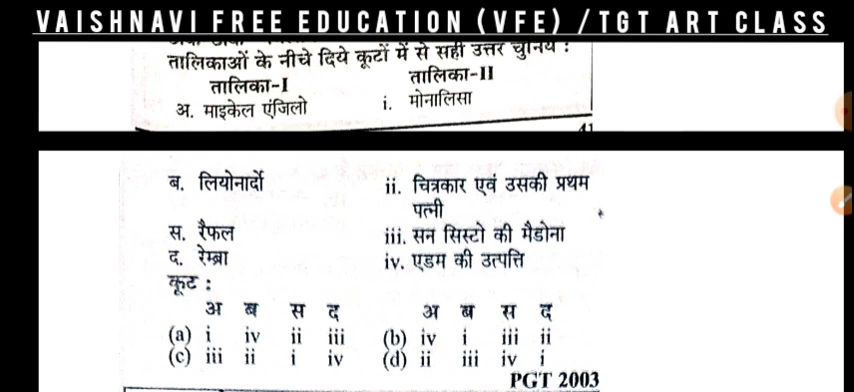 VAISHNAVI FREE EDUCATION (VFE) / TGT ART CLASS
तालिकाओं के नीचे दिये कूटों में से सही उत्तर चुनिये :
तालिका-I तालिका-II
अ. माइकेल एंजिलो i. मोनालिसा
41
ब. लियोनार्दो ii. चित्रकार एवं उसकी प्रथम
पत्नी
स. रैफल iii. सन सिस्टो की मैडोना
द. रेम्ब्रा iv. एडम की उत्पत्ति
कूट :
अ ब स द अ ब स द
(a) i iv ii iii (b) iv i iii ii
(c) iii ii i iv (d) ii iii iv i
PGT 2003